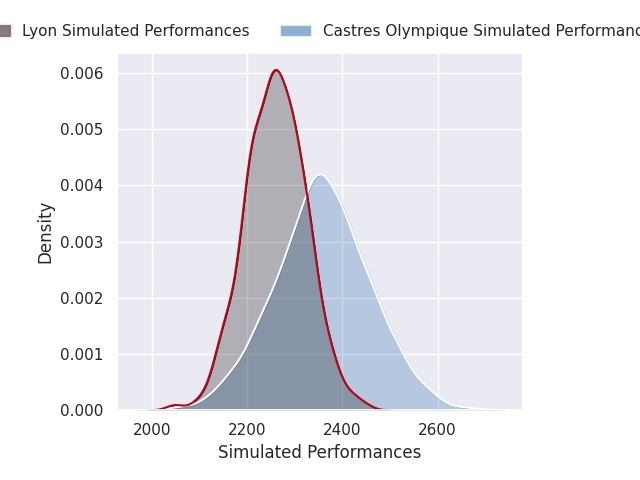 Lyon Simulated Performances
Castres Olympique Simulated
0.006
0.005
0.004
0.003
0.002
0.001
0.000
Density
2000
2200
2400
2600
Simulated Performances